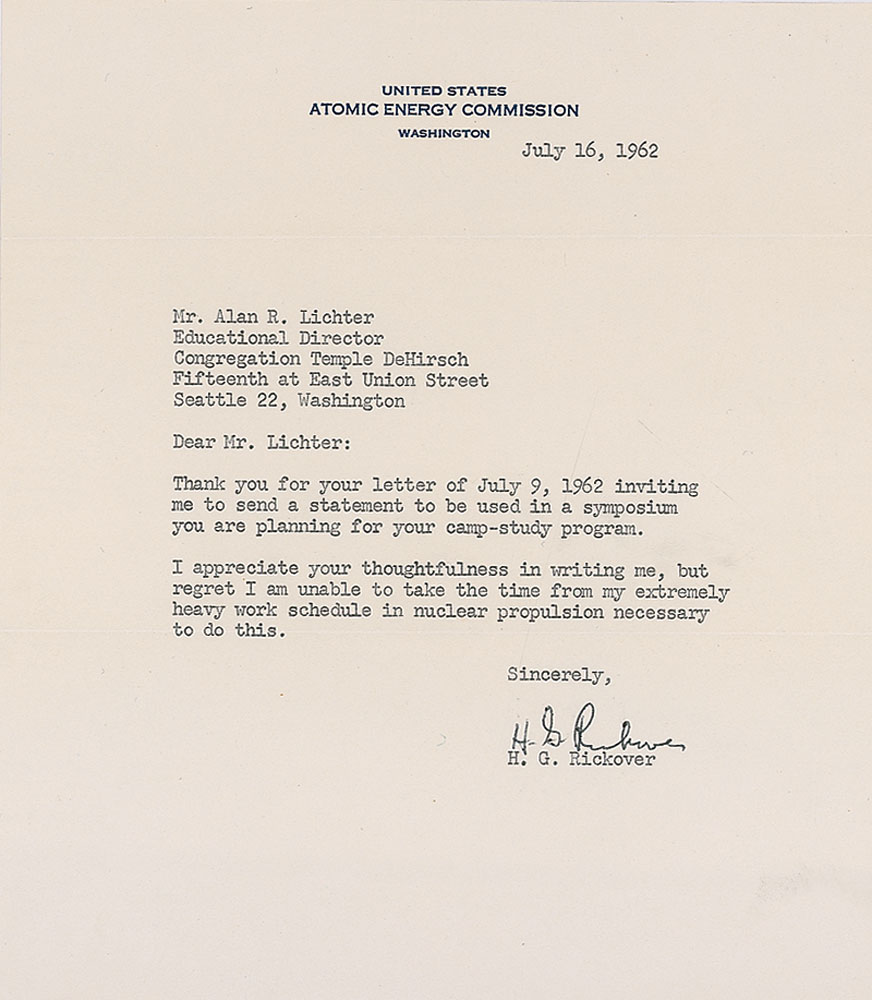 UNITED STATES
ATOMIC ENERGY COMMISSION
WASHINGTON
July 16, 1962
Mr. Alan R. Lichter
Educational Director
Congregation Temple DeHirsch
Fifteenth at East Union Street
Seattle 22, Washington
Dear Mr. Lichter:
Thank you for your letter of July 9, 1962 inviting
me to send a statement to be used in a symposium
you are planning for your camp-study program.
I appreciate your thoughtfulness in writing me, but
regret I am unable to take the time from my extremely
heavy work schedule in nuclear propulsion necessary
to do this.
Sincerely,
H G Rickover
H. G. Rickover